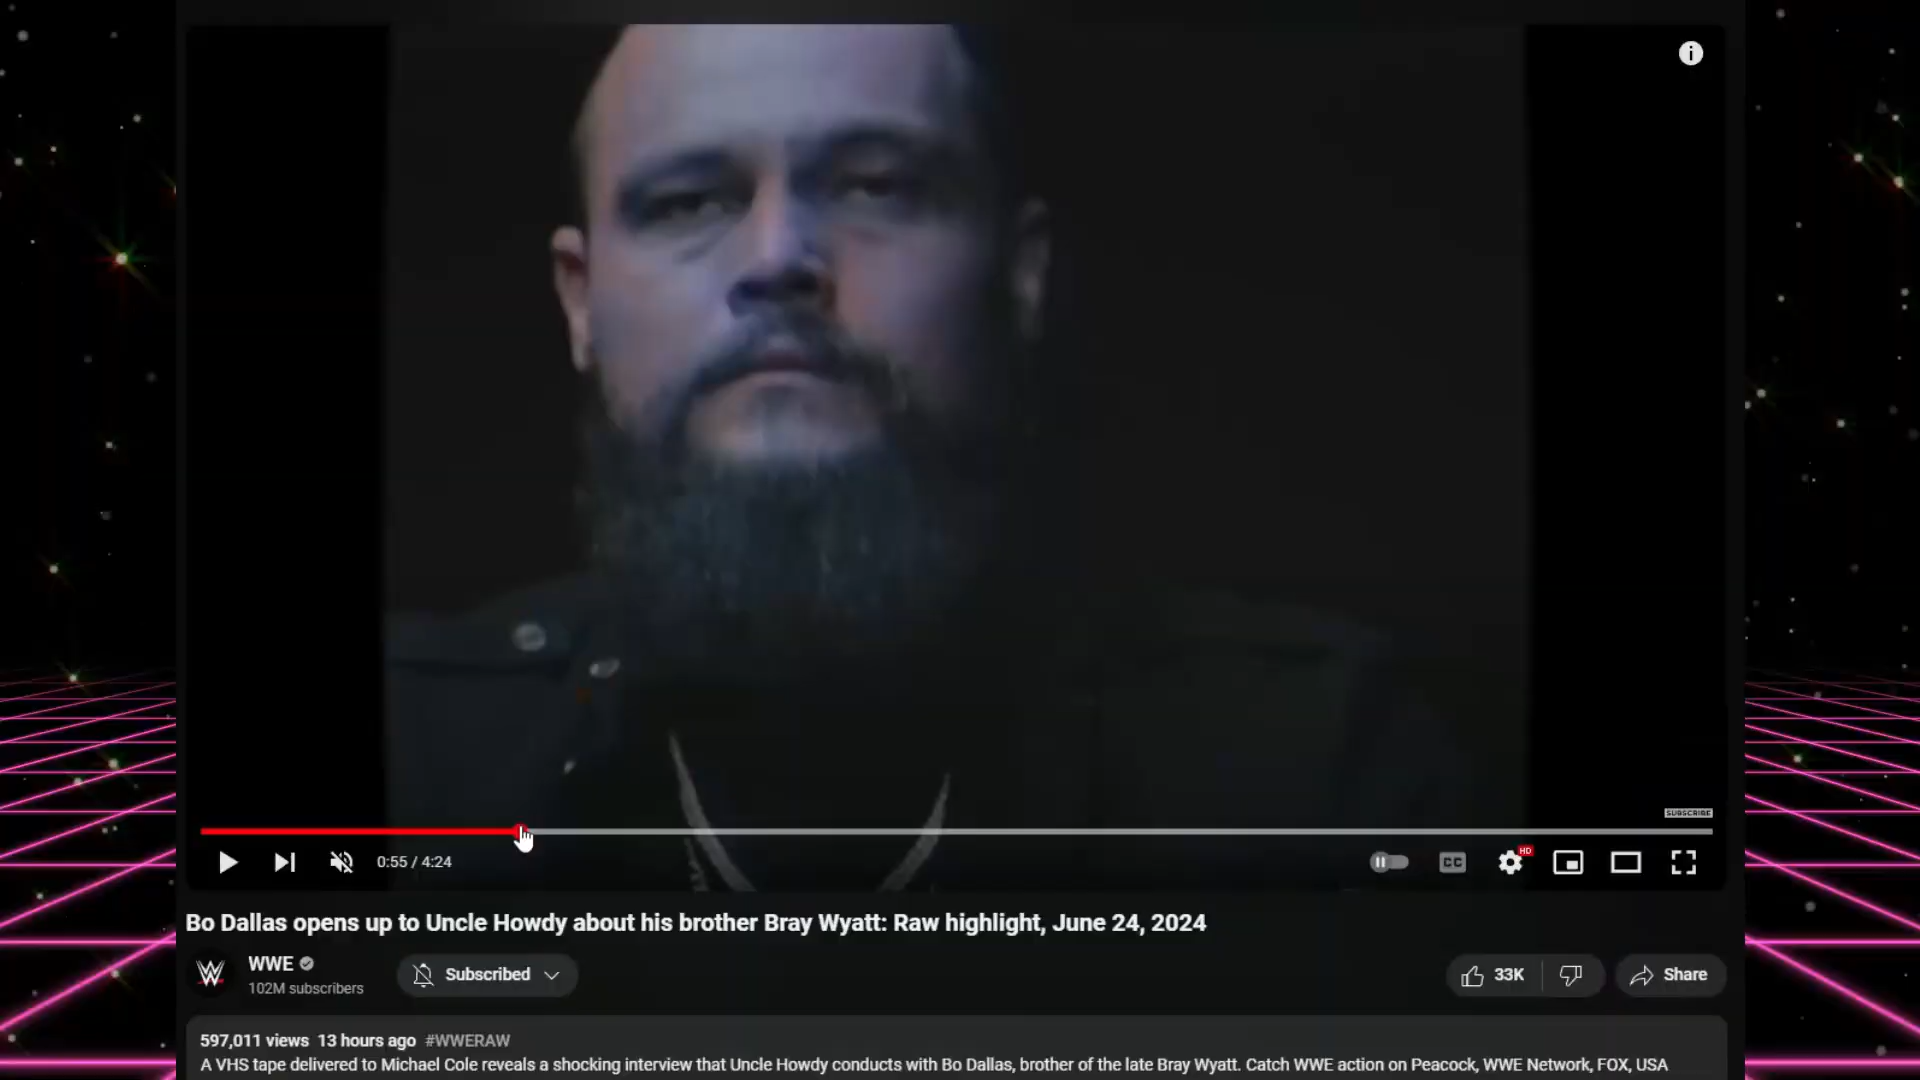 SUBSCRIBE
0:55 / 4:24
CC
HD
Bo Dallas opens up to Uncle Howdy about his brother Bray Wyatt: Raw highlight, June 24, 2024
WWE
102M subscribers
Subscribed
33K
Share
597,011 views 13 hours ago #WWERAW
A VHS tape delivered to Michael Cole reveals a shocking interview that Uncle Howdy conducts with Bo Dallas, brother of the late Bray Wyatt. Catch WWE action on Peacock, WWE Network, FOX, USA